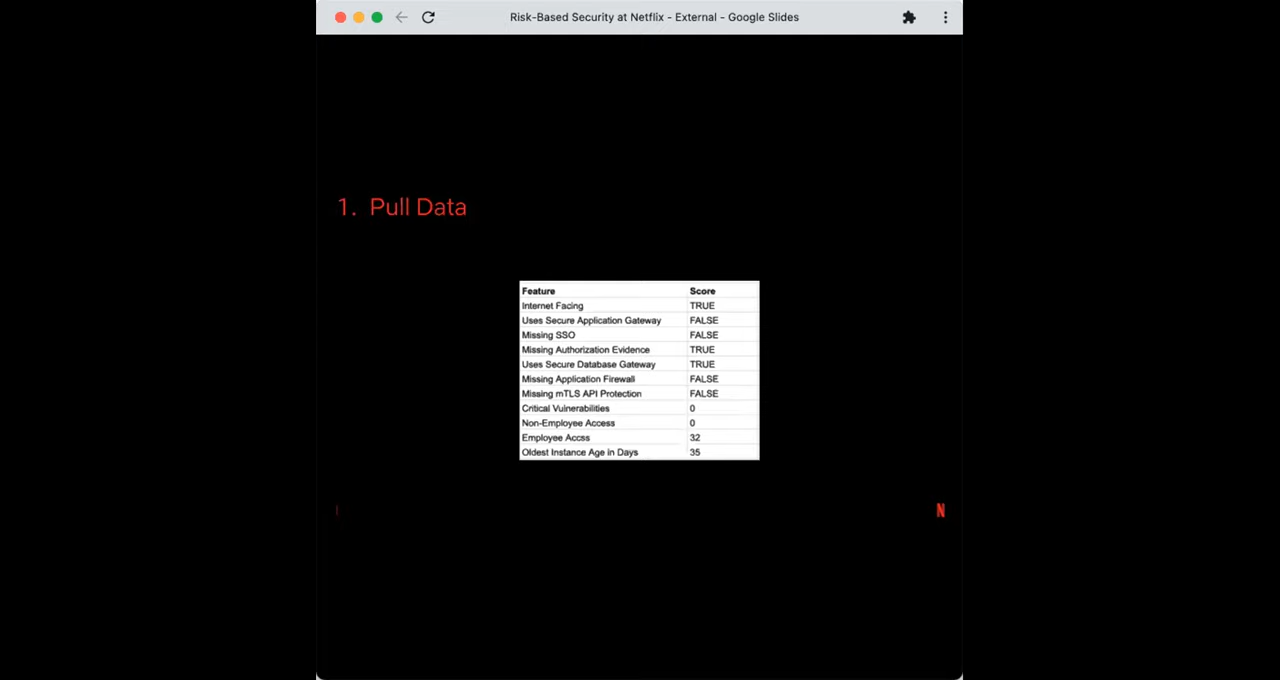 Risk-Based Security at Netflix - External - Google Slides
1. Pull Data
Feature Score
Internet Facing TRUE
Uses Secure Application Gateway FALSE
Missing SSO FALSE
Missing Authorization Evidence TRUE
Uses Secure Database Gateway TRUE
Missing Application Firewall FALSE
Missing mTLS API Protection FALSE
Critical Vulnerabilities 0
Non-Employee Access 0
Employee Accss 32
Oldest Instance Age in Days 35
N